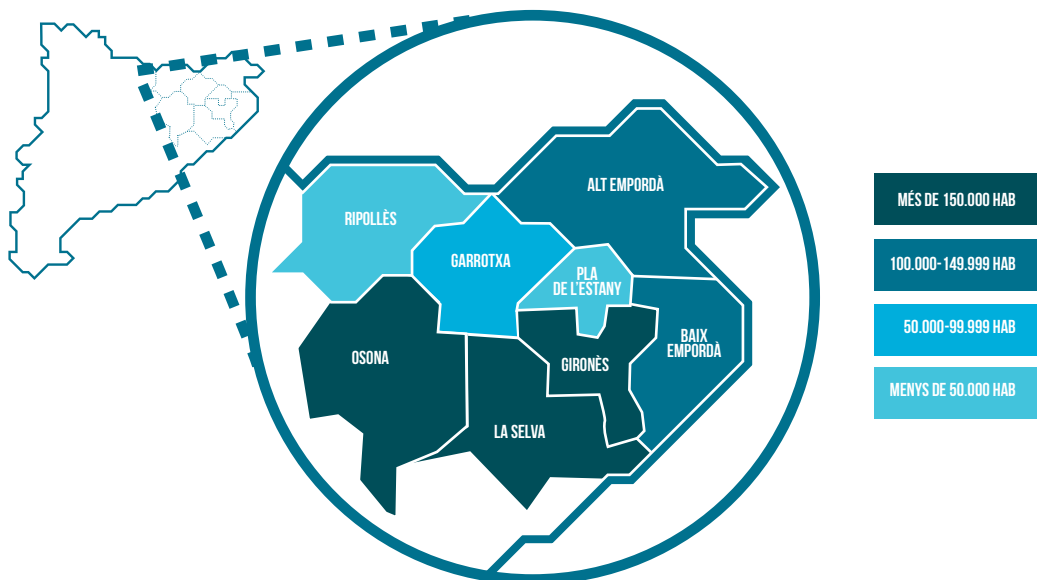 ALT EMPORDÀ
RIPOLLÈS
GARROTXA
PLA
DE L'ESTANY
BAIX
EMPORDÀ
OSONA
GIRONÈS
LA SELVA
MÉS DE 150.000 HAB
100.000-149.999 HAB
50.000-99.999 HAB
MENYS DE 50.000 HAB